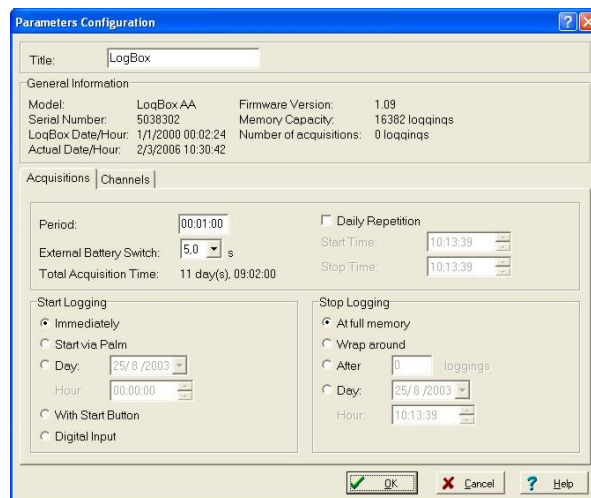 Parameters Configuration
Title: LogBox
General Information
Model: LogBox AA Firmware Version: 1.09
Serial Number: 5038302 Memory Capacity: 16382 loggings
LogBox Date/Hour: 1/1/2000 00:02:24 Number of acquisitions: 0 loggings
Actual Date/Hour: 2/3/2006 10:30:42
Acquisitions Channels
Period: 00:01:00 Daily Repetition
Start Time: 10:13:39
External Battery Switch: 5,0 s
Stop Time: 10:13:39
Total Acquisition Time: 11 day(s), 09:02:00
Start Logging
Immediately
Start via Palm
Day: 25/ 8 /2003
Hour: 00:00:00
With Start Button
Digital Input
Stop Logging
At full memory
Wrap around
After 0 loggings
Day: 25/ 8 /2003
Hour: 10:13:39
OK Cancel ? Help